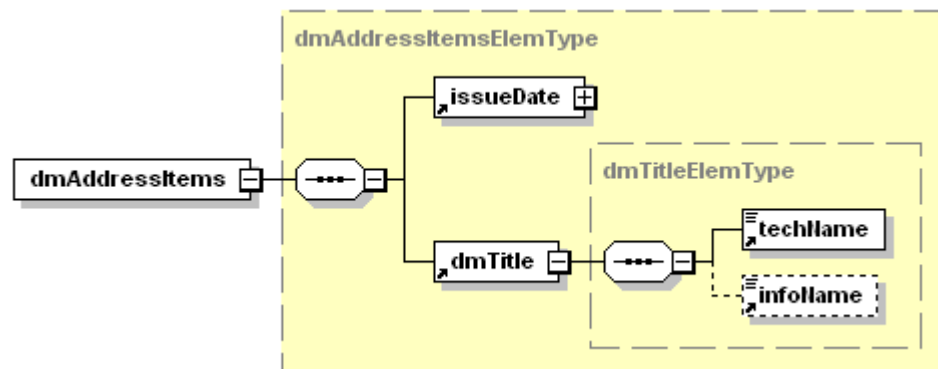 dmAddressItemsElemType
issueDate
dmTitleElemType
dmAddressItems
techName
dmTitle
infoName